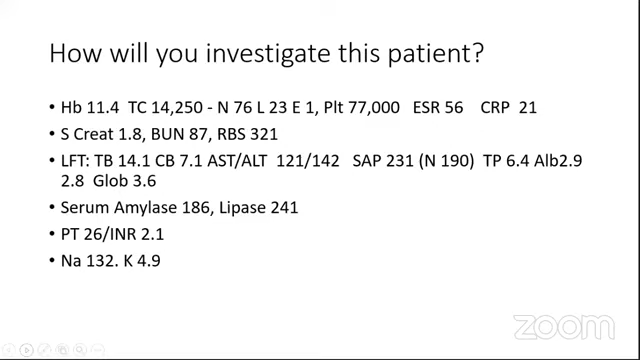 How will you investigate this patient?
• Hb 11.4 TC 14,250 - N 76 L 23 E 1, Plt 77,000 ESR 56 CRP 21
• S Creat 1.8, BUN 87, RBS 321
• LFT: TB 14.1 CB 7.1 AST/ALT 121/142 SAP 231 (N 190) TP 6.4 Alb2.9
2.8 Glob 3.6
• Serum Amylase 186, Lipase 241
• PT 26/INR 2.1
• Na 132. K 4.9
zoom